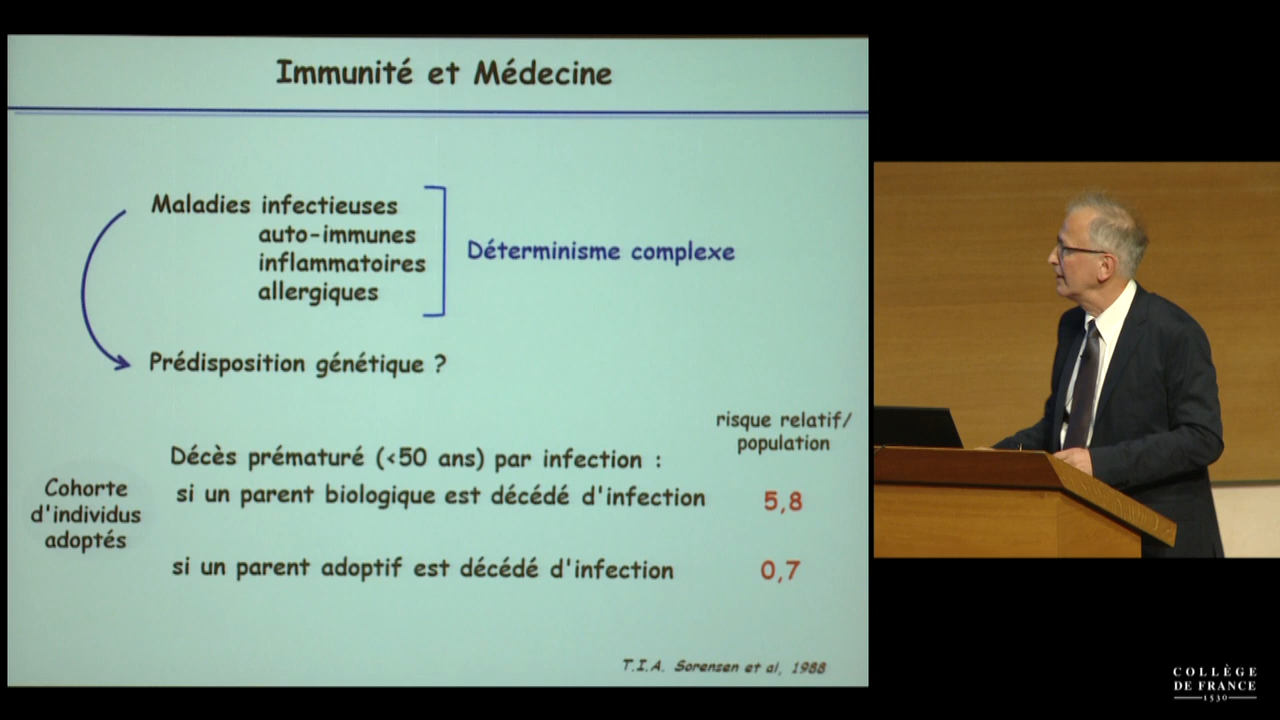 Immunité et Médecine
Maladies infectieuses
auto-immunes
inflammatoires
allergiques
Déterminisme complexe
Prédisposition génétique ?
risque relatif/
population
Décès prématuré (<50 ans) par infection :
Cohorte
d'individus
adoptés
si un parent biologique est décédé d'infection
5,8
si un parent adoptif est décédé d'infection
0,7
T.I.A. Sorensen et al, 1988
COLLÈGE
DE FRANCE
1530